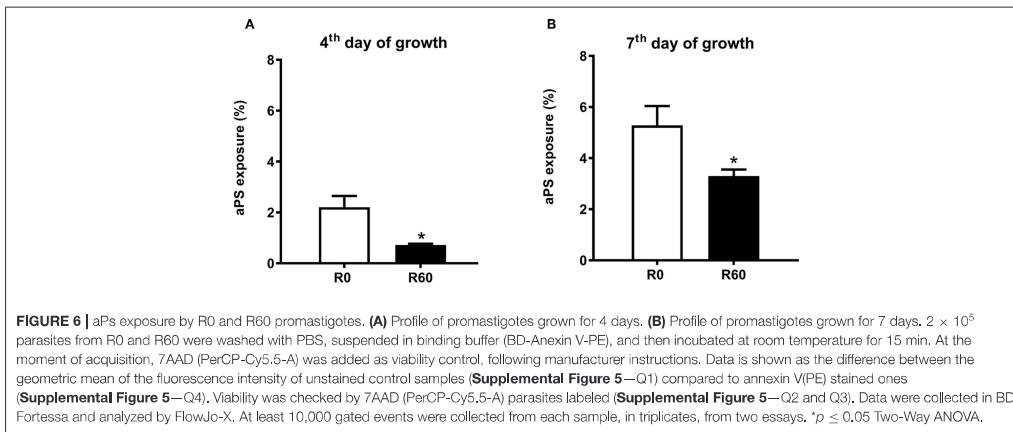 A
4th day of growth
8
6
4
2
0
aPS exposure (%)
*
R0 R60
B
7th day of growth
8
6
4
2
0
aPS exposure (%)
*
R0 R60
FIGURE 6 | aPs exposure by R0 and R60 promastigotes. (A) Profile of promastigotes grown for 4 days. (B) Profile of promastigotes grown for 7 days. 2 × 10⁵
parasites from R0 and R60 were washed with PBS, suspended in binding buffer (BD-Anexin V-PE), and then incubated at room temperature for 15 min. At the
moment of acquisition, 7AAD (PerCP-Cy5.5-A) was added as viability control, following manufacturer instructions. Data is shown as the difference between the
geometric mean of the fluorescence intensity of unstained control samples (Supplemental Figure 5—Q1) compared to annexin V(PE) stained ones
(Supplemental Figure 5—Q4). Viability was checked by 7AAD (PerCP-Cy5.5-A) parasites labeled (Supplemental Figure 5—Q2 and Q3). Data were collected in BD
Fortessa and analyzed by FlowJo-X. At least 10,000 gated events were collected from each sample, in triplicates, from two essays. *p ≤ 0.05 Two-Way ANOVA.